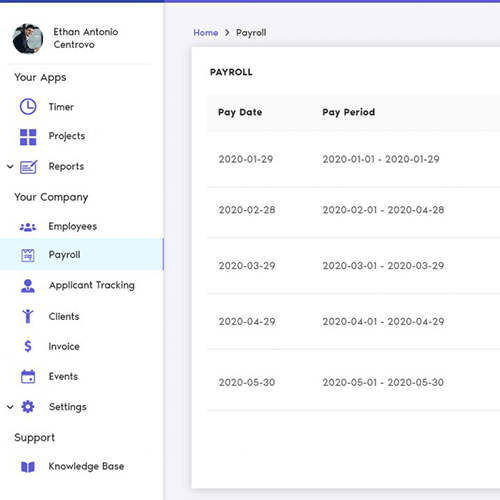 Ethan Antonio
Centrovo
Your Apps
Timer
Projects
Reports
Your Company
Employees
Payroll
Applicant Tracking
Clients
Invoice
Events
Settings
Support
Knowledge Base
Home > Payroll
PAYROLL
Pay Date Pay Period
2020-01-29 2020-01-01 - 2020-01-29
2020-02-28 2020-02-01 - 2020-04-28
2020-03-29 2020-03-01 - 2020-03-29
2020-04-29 2020-04-01 - 2020-04-29
2020-05-30 2020-05-01 - 2020-05-30